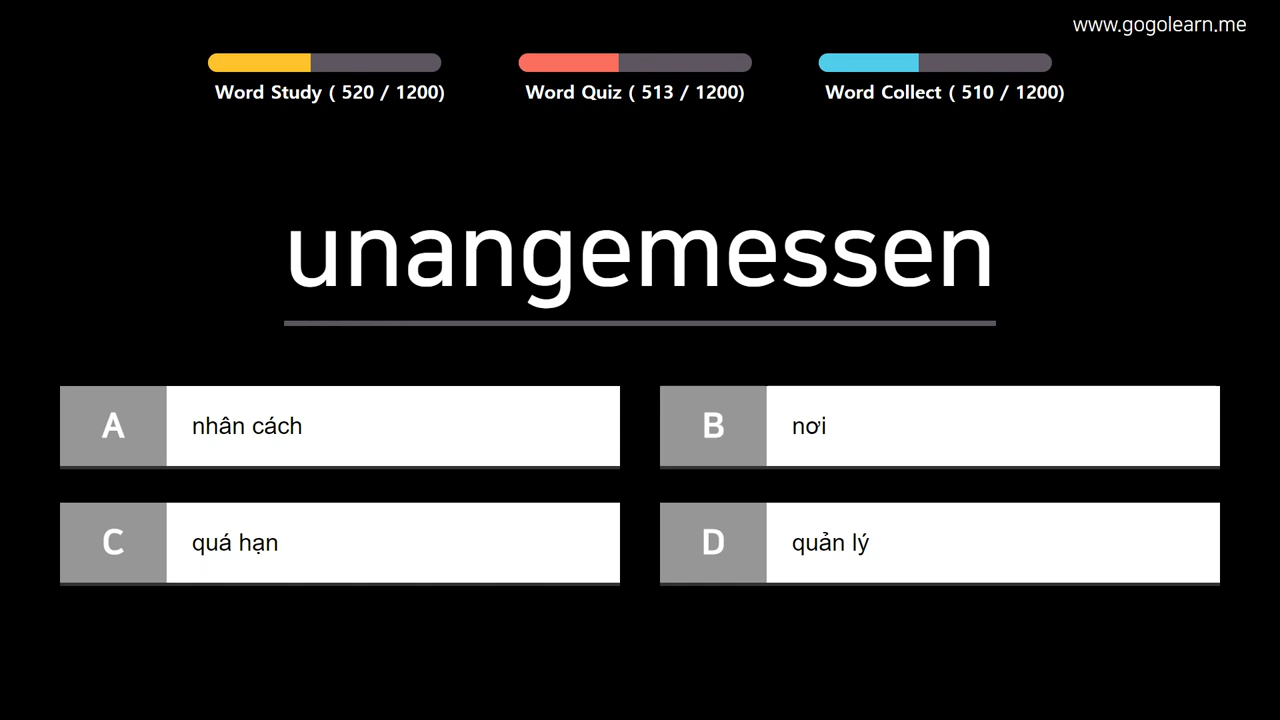 www.gogolearn.me
Word Study ( 520 / 1200)
Word Quiz ( 513 / 1200)
Word Collect ( 510 / 1200)
unangemessen
A nhân cách
B nơi
C quá hạn
D quản lý